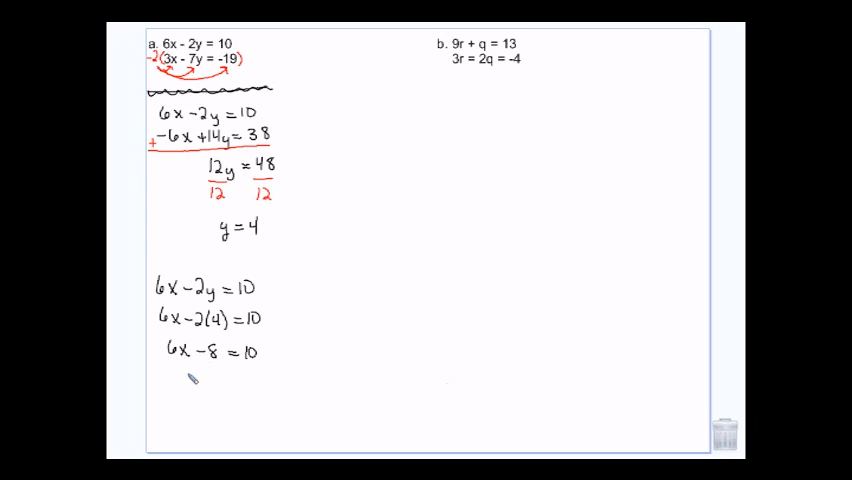 a. 6x - 2y = 10
-2(3x - 7y = -19)
6x - 2y = 10
+ -6x + 14y = 38
12y = 48
12 12
y = 4
6x - 2y = 10
6x - 2(4) = 10
6x - 8 = 10
b. 9r + q = 13
3r = 2q = -4